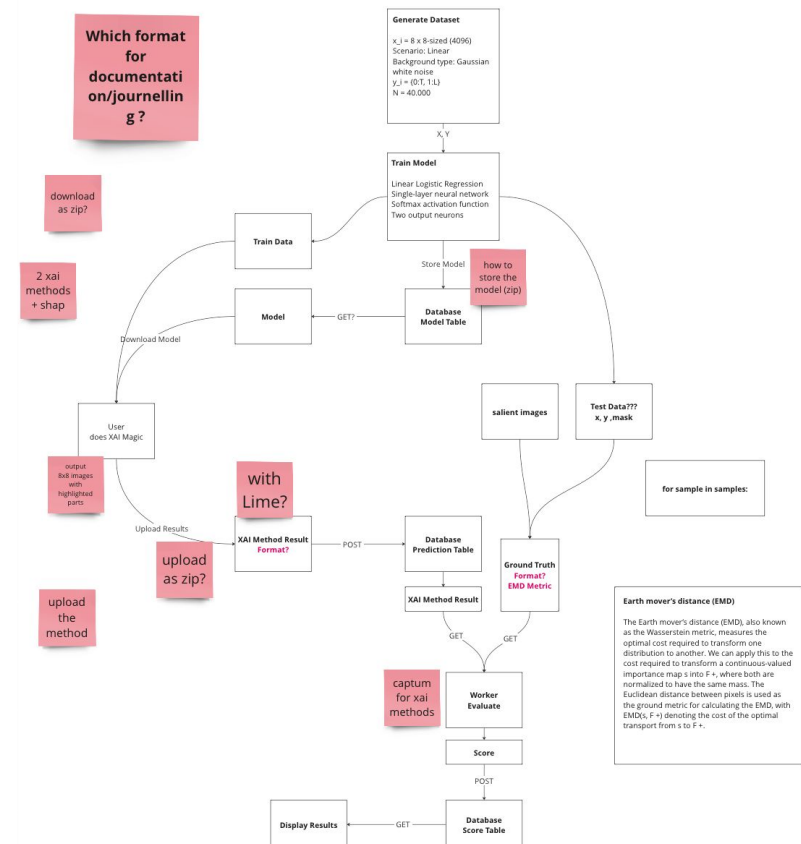 Which format
for
documentati
on/journellin
g ?
Generate Dataset
x_i = 8 x 8-sized (4096)
Scenario: Linear
Background type: Gaussian
white noise
y_i = {0:T, 1:L}
N = 40.000
X, Y
Train Model
Linear Logistic Regression
Single-layer neural network
Softmax activation function
Two output neurons
download
as zip?
Train Data
Store Model
how to
store the
model (zip)
2 xai
methods
+ shap
Model
GET?
Database
Model Table
Download Model
salient images
Test Data???
x, y ,mask
User
does XAI Magic
output
8x8 images
with
highlighted
parts
for sample in samples:
with
Lime?
Upload Results
XAI Method Result
Format?
POST
Database
Prediction Table
upload
as zip?
Ground Truth
Format?
EMD Metric
XAI Method Result
upload
the
method
GET
GET
Earth mover's distance (EMD)
The Earth mover's distance (EMD), also known
as the Wasserstein metric, measures the
optimal cost required to transform one
distribution to another. We can apply this to the
cost required to transform a continuous-valued
importance map s into F +, where both are
normalized to have the same mass. The
Euclidean distance between pixels is used as
the ground metric for calculating the EMD, with
EMD(s, F +) denoting the cost of the optimal
transport from s to F +.
captum
for xai
methods
Worker
Evaluate
Score
POST
Display Results
GET
Database
Score Table